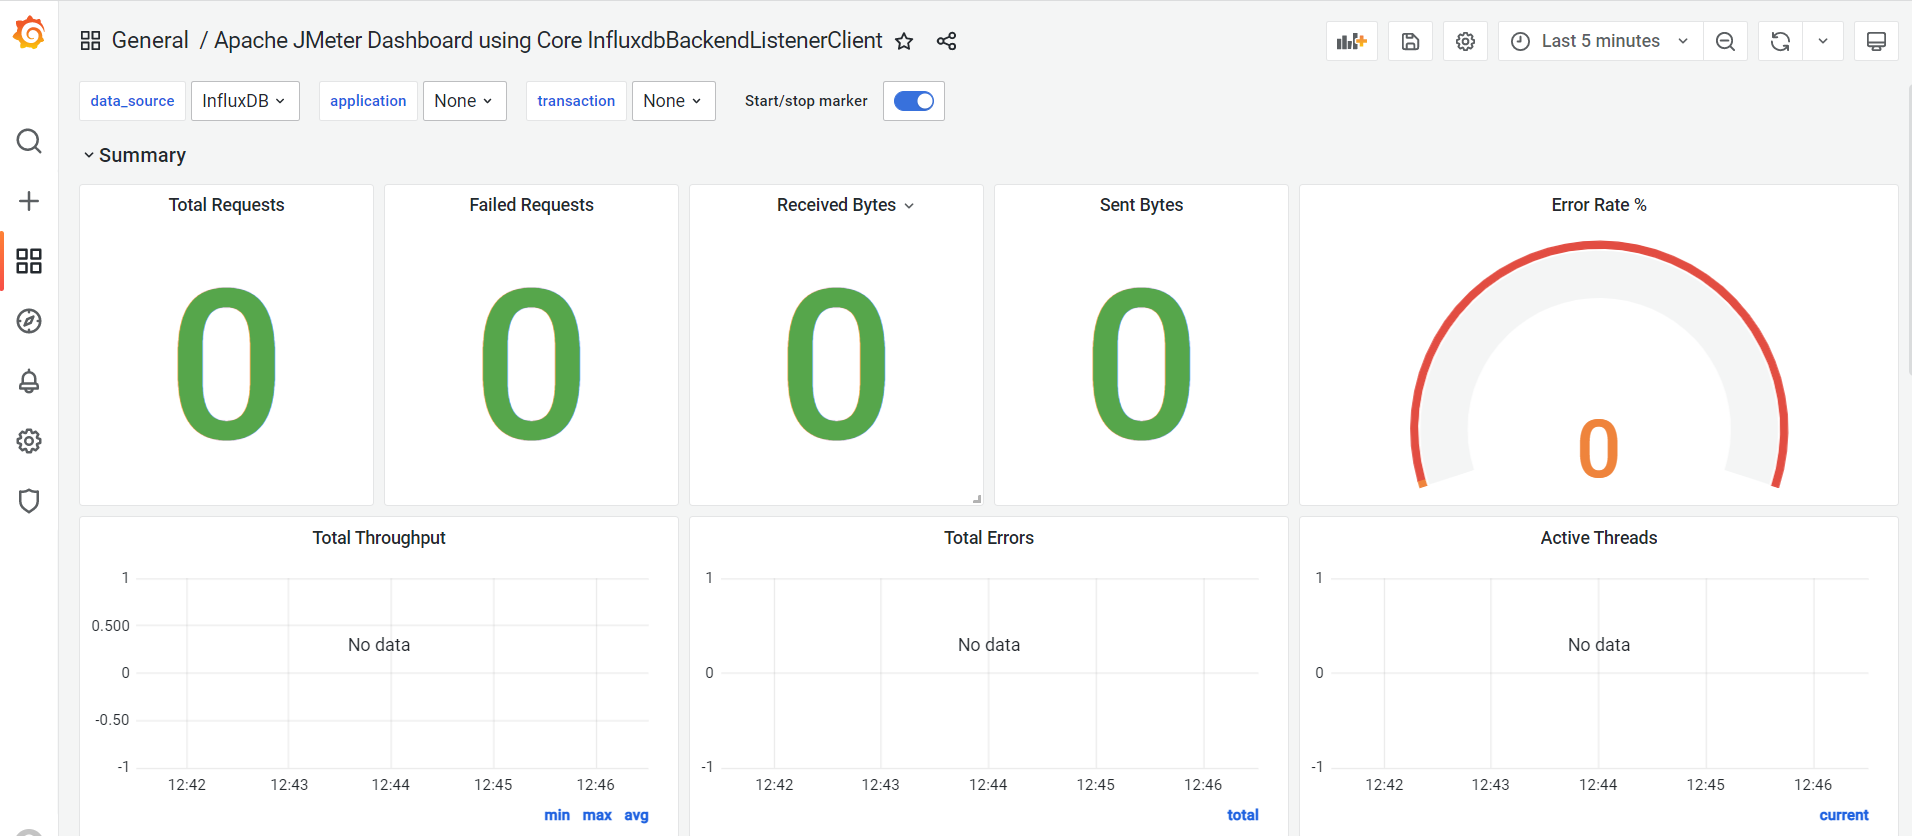 General / Apache JMeter Dashboard using Core InfluxdbBackendListenerClient
Last 5 minutes
data_source InfluxDB application None transaction None Start/stop marker
Summary
Total Requests
0
Failed Requests
0
Received Bytes
0
Sent Bytes
0
Error Rate %
0
Total Throughput
1
0.500
0
-0.50
-1
No data
12:42 12:43 12:44 12:45 12:46
min max avg
Total Errors
1
0
-1
No data
12:42 12:43 12:44 12:45 12:46
total
Active Threads
1
0
-1
No data
12:42 12:43 12:44 12:45 12:46
current